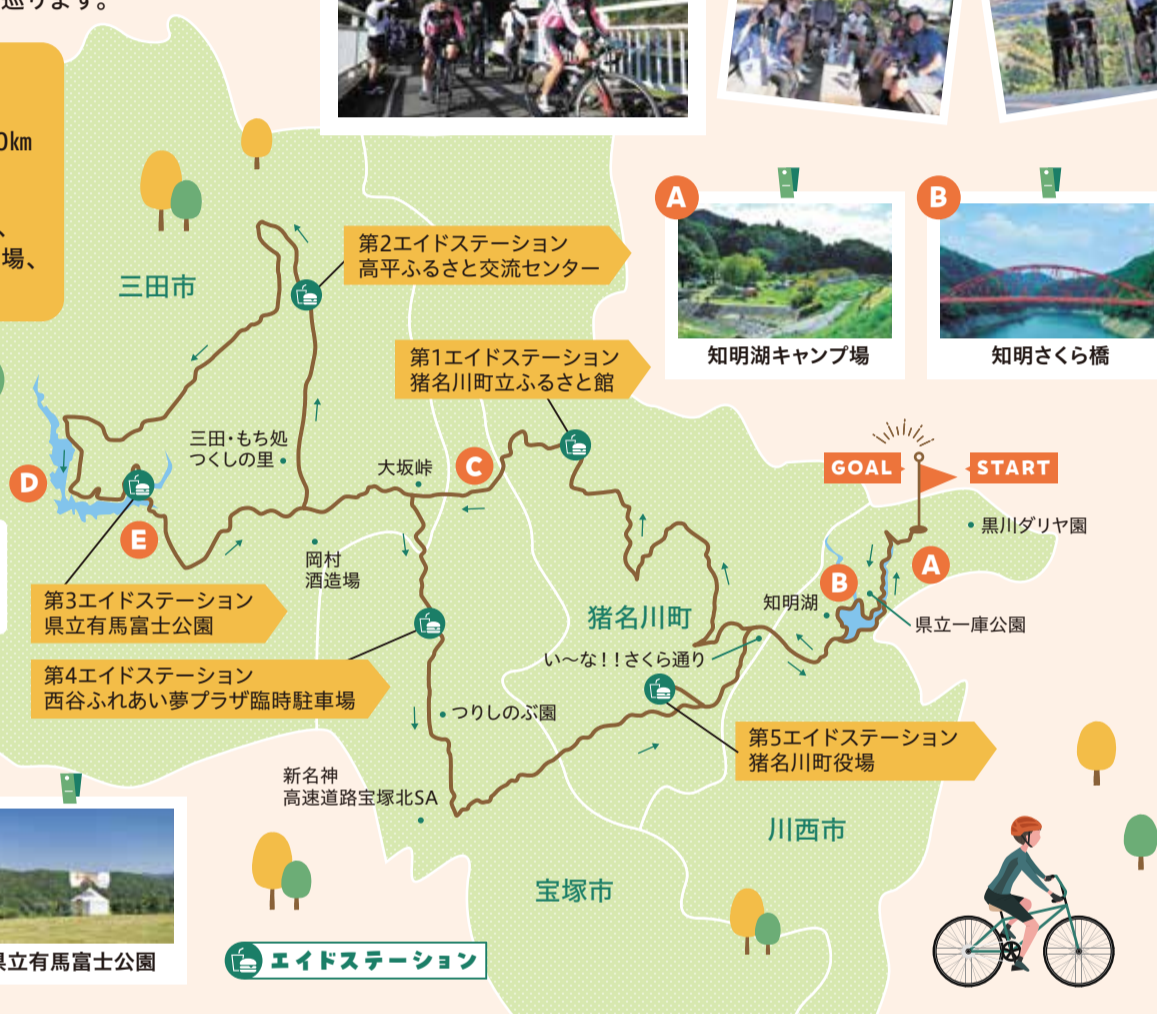 巡ります。
0km
、
場、
A
知明湖キャンプ場
B
知明さくら橋
第2エイドステーション
高平ふるさと交流センター
三田市
第1エイドステーション
猪名川町立ふるさと館
三田・もち処
つくしの里
大坂峠
C
GOAL
START
黒川ダリヤ園
D
E
岡村
酒造場
A
B
知明湖
県立一庫公園
第3エイドステーション
県立有馬富士公園
猪名川町
い〜な!!さくら通り
第4エイドステーション
西谷ふれあい夢プラザ臨時駐車場
つりしのぶ園
第5エイドステーション
猪名川町役場
新名神
高速道路宝塚北SA
川西市
宝塚市
県立有馬富士公園
エイドステーション